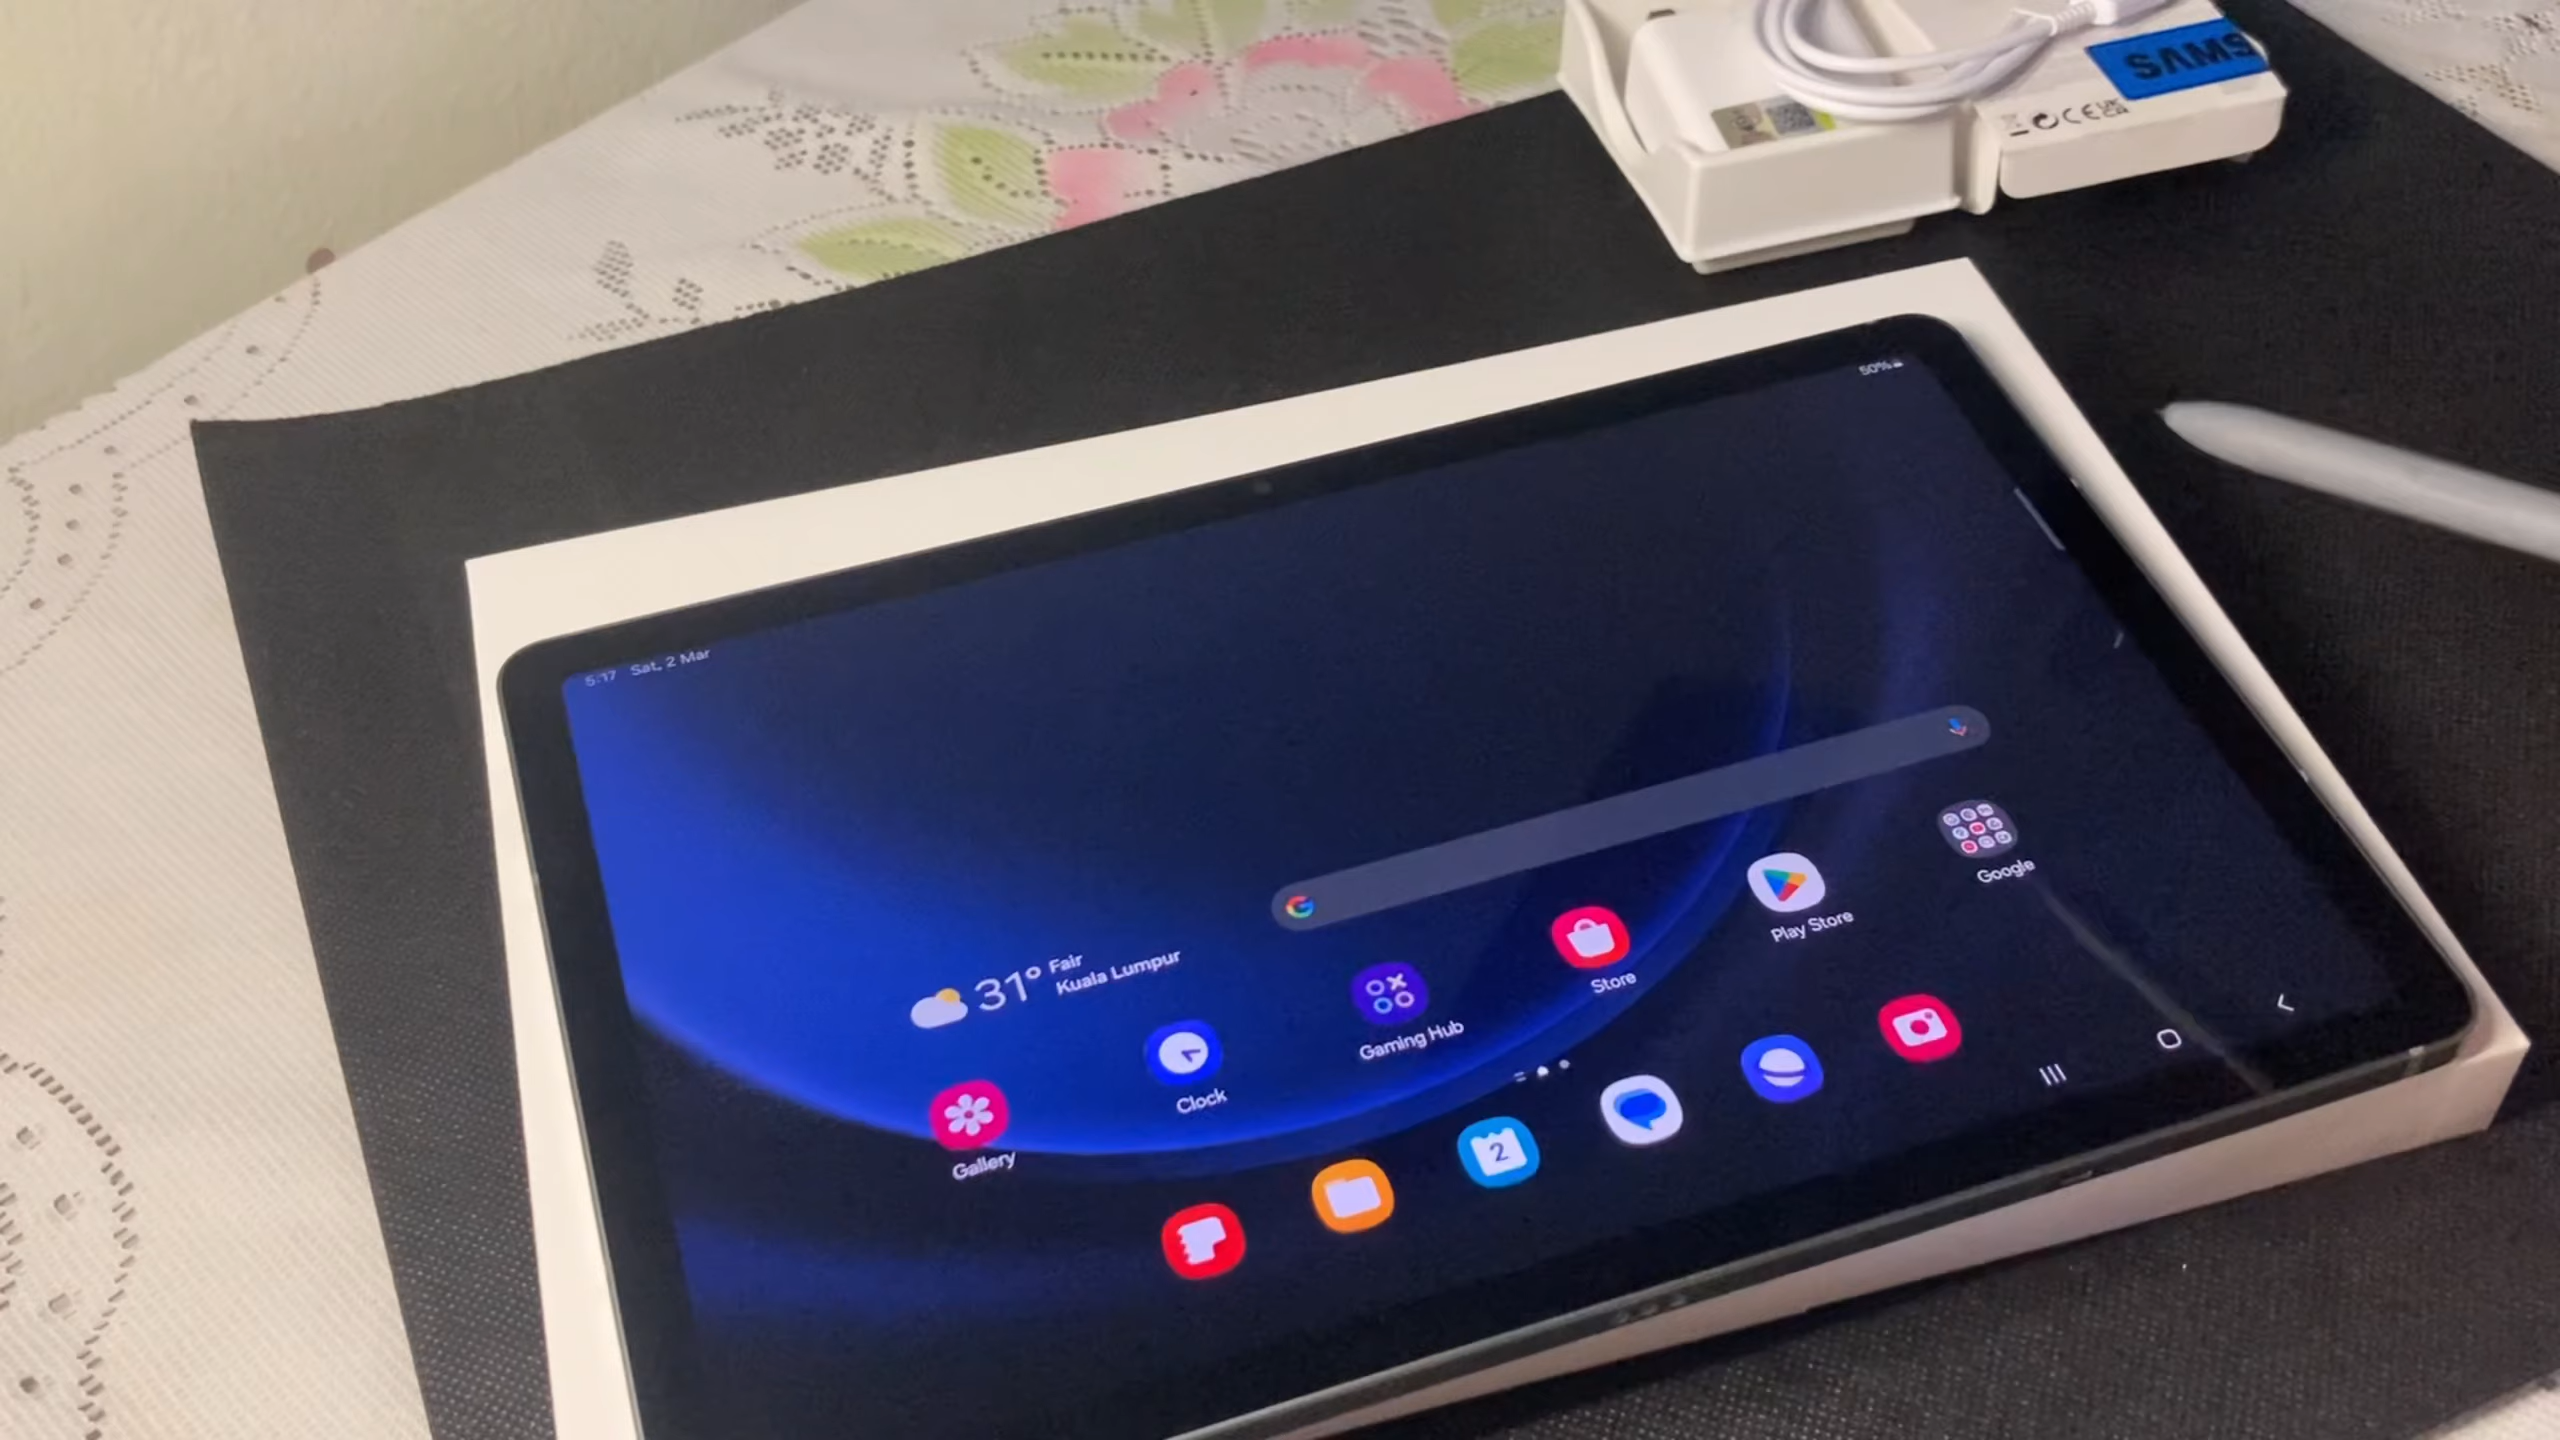 SAMS
CE
50%
5:17 Sat, 2 Mar
31° Fair
Kuala Lumpur
Google
Play Store
Store
Gaming Hub
Clock
Gallery
2